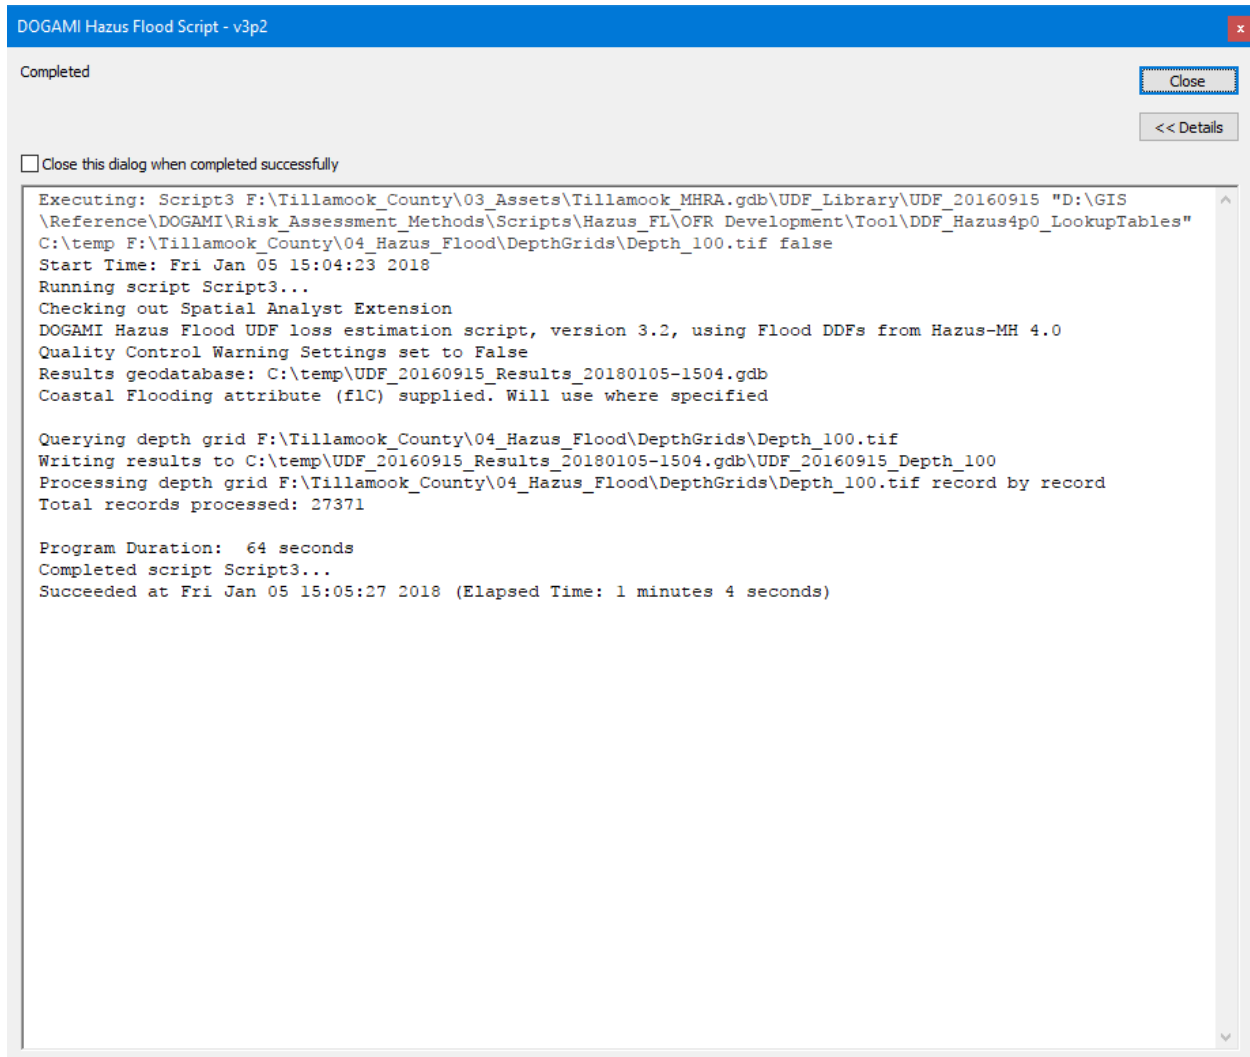 DOGAMI Hazus Flood Script - v3p2
x
Completed
Close
<< Details
Close this dialog when completed successfully
Executing: Script3 F:\Tillamook_County\03_Assets\Tillamook_MHRA.gdb\UDF_Library\UDF_20160915 "D:\GIS
\Reference\DOGAMI\Risk_Assessment_Methods\Scripts\Hazus_FL\OFR Development\Tool\DDF_Hazus4p0_LookupTables"
C:\temp F:\Tillamook_County\04_Hazus_Flood\DepthGrids\Depth_100.tif false
Start Time: Fri Jan 05 15:04:23 2018
Running script Script3...
Checking out Spatial Analyst Extension
DOGAMI Hazus Flood UDF loss estimation script, version 3.2, using Flood DDFs from Hazus-MH 4.0
Quality Control Warning Settings set to False
Results geodatabase: C:\temp\UDF_20160915_Results_20180105-1504.gdb
Coastal Flooding attribute (flC) supplied. Will use where specified
Querying depth grid F:\Tillamook_County\04_Hazus_Flood\DepthGrids\Depth_100.tif
Writing results to C:\temp\UDF_20160915_Results_20180105-1504.gdb\UDF_20160915_Depth_100
Processing depth grid F:\Tillamook_County\04_Hazus_Flood\DepthGrids\Depth_100.tif record by record
Total records processed: 27371
Program Duration:  64 seconds
Completed script Script3...
Succeeded at Fri Jan 05 15:05:27 2018 (Elapsed Time: 1 minutes 4 seconds)